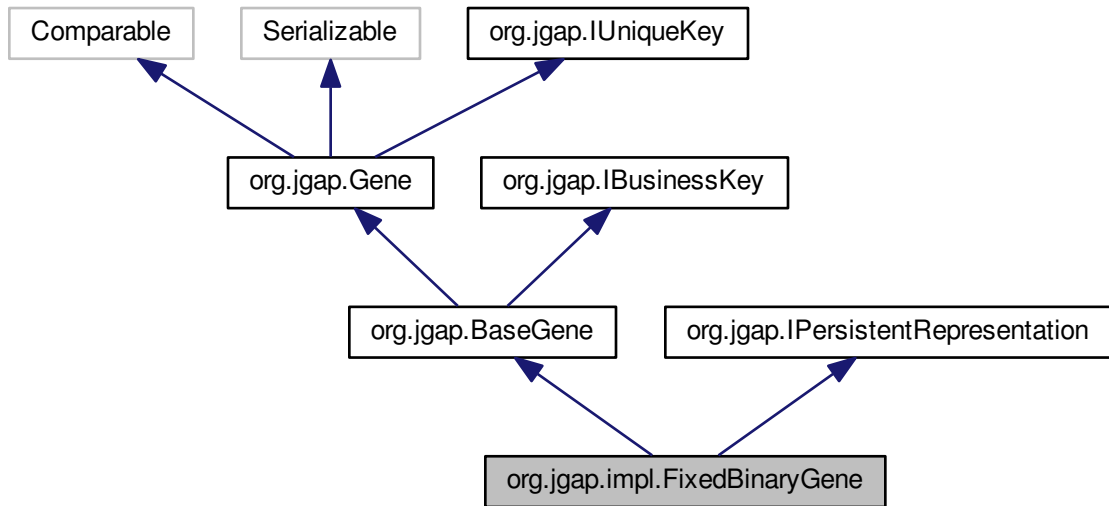 Comparable
Serializable
org.jgap.IUniqueKey
org.jgap.Gene
org.jgap.IBusinessKey
org.jgap.BaseGene
org.jgap.IPersistentRepresentation
org.jgap.impl.FixedBinaryGene